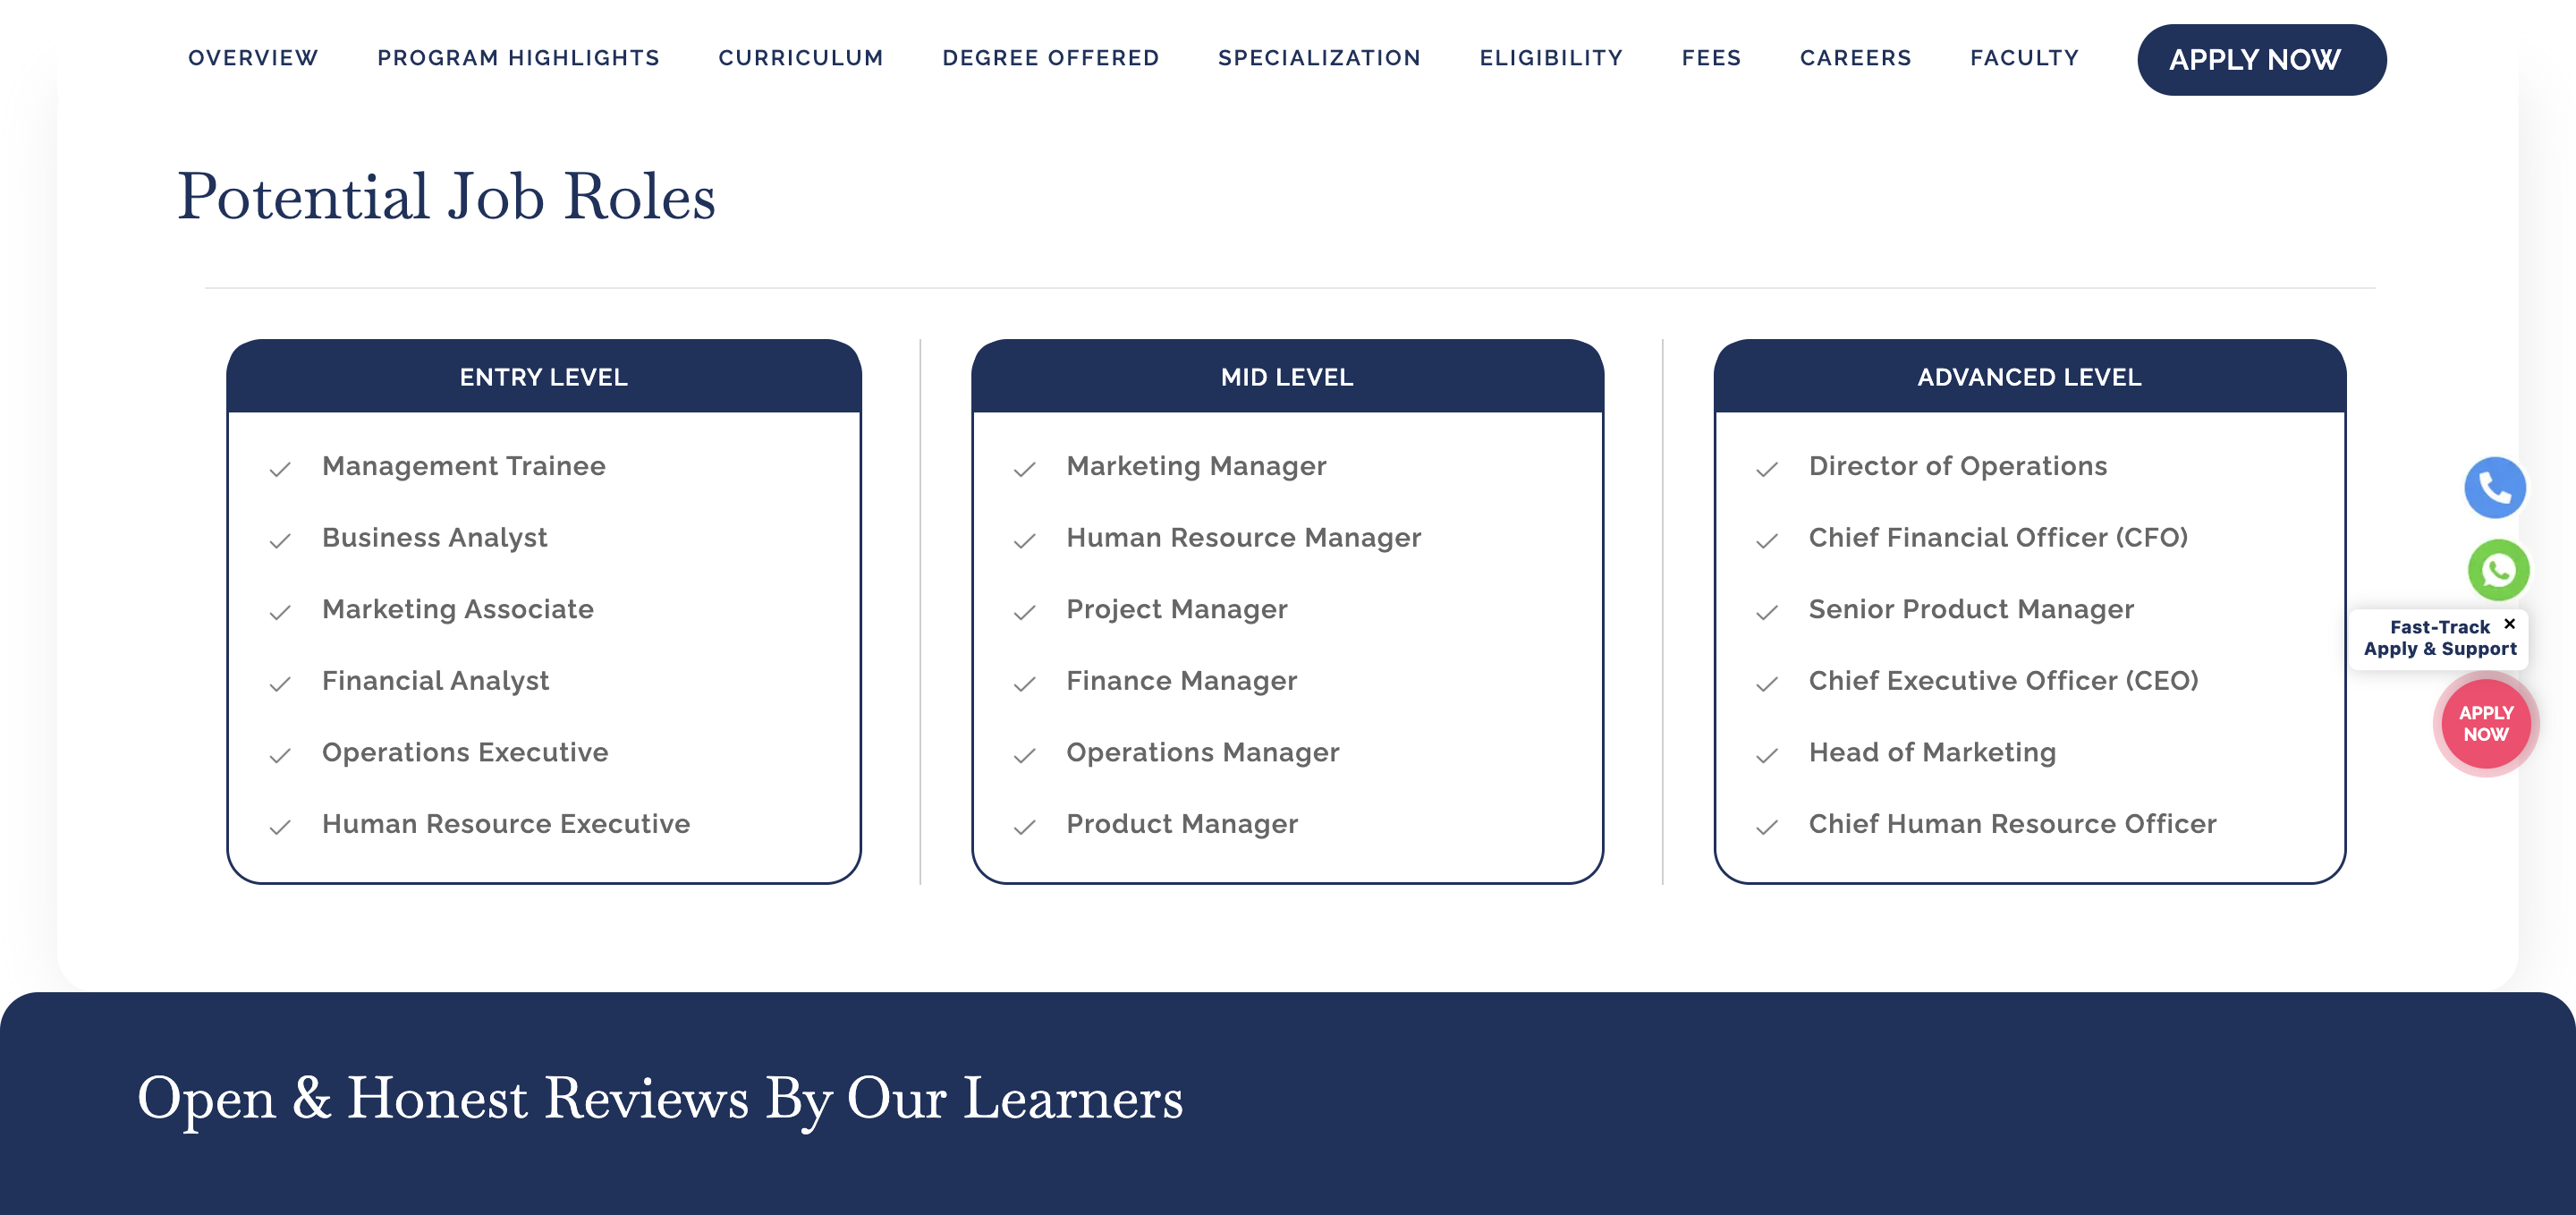 OVERVIEW PROGRAM HIGHLIGHTS CURRICULUM DEGREE OFFERED SPECIALIZATION ELIGIBILITY FEES CAREERS FACULTY APPLY NOW
Potential Job Roles
ENTRY LEVEL
Management Trainee
Business Analyst
Marketing Associate
Financial Analyst
Operations Executive
Human Resource Executive
MID LEVEL
Marketing Manager
Human Resource Manager
Project Manager
Finance Manager
Operations Manager
Product Manager
ADVANCED LEVEL
Director of Operations
Chief Financial Officer (CFO)
Senior Product Manager
Chief Executive Officer (CEO)
Head of Marketing
Chief Human Resource Officer
Fast-Track
Apply & Support
APPLY
NOW
Open & Honest Reviews By Our Learners